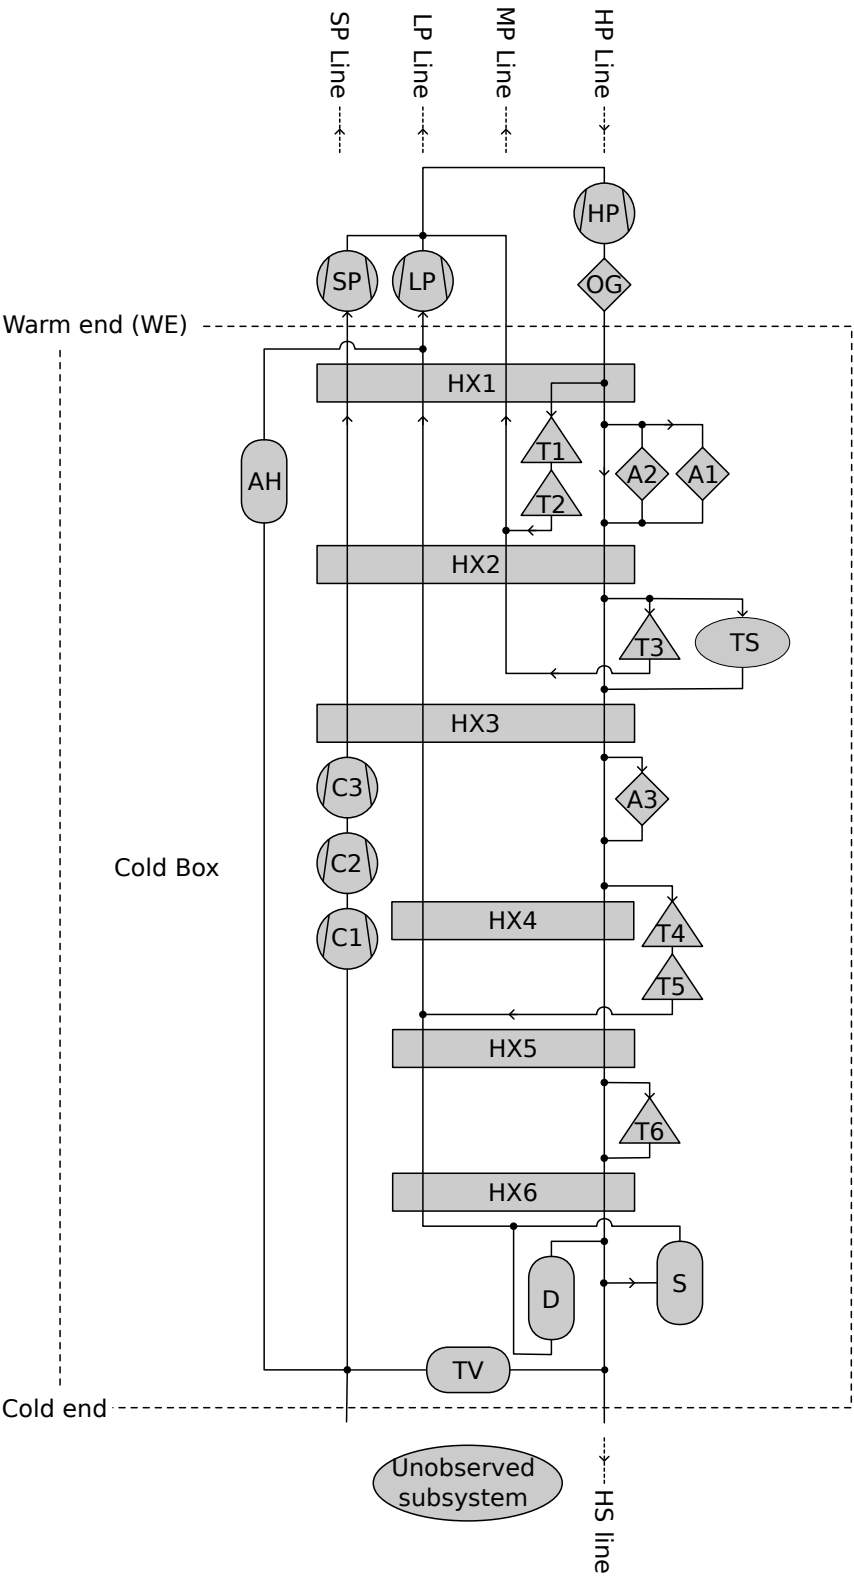 SP Line
LP Line
MP Line
HP Line
HP
SP
LP
OG
Warm end (WE)
HX1
T1
A2
A1
AH
T2
HX2
T3
TS
HX3
C3
A3
C2
Cold Box
HX4
T4
C1
T5
HX5
T6
HX6
S
D
TV
Cold end
Unobserved
subsystem
HS line